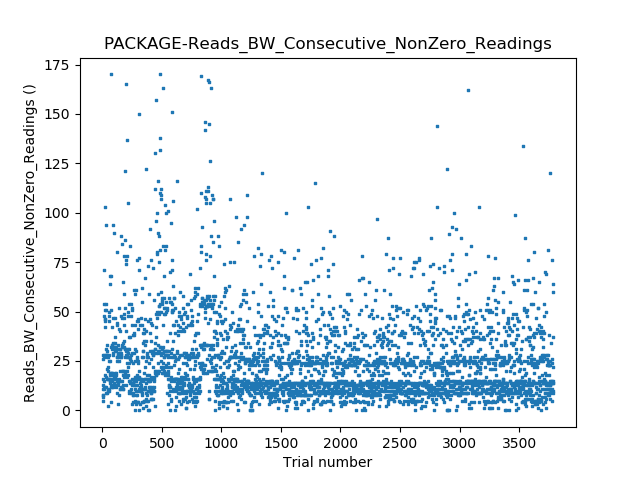 PACKAGE-Reads_BW_Consecutive_NonZero_Readings
Reads_BW_Consecutive_NonZero_Readings ()
175
150
125
100
75
50
25
0
0 500 1000 1500 2000 2500 3000 3500
Trial number